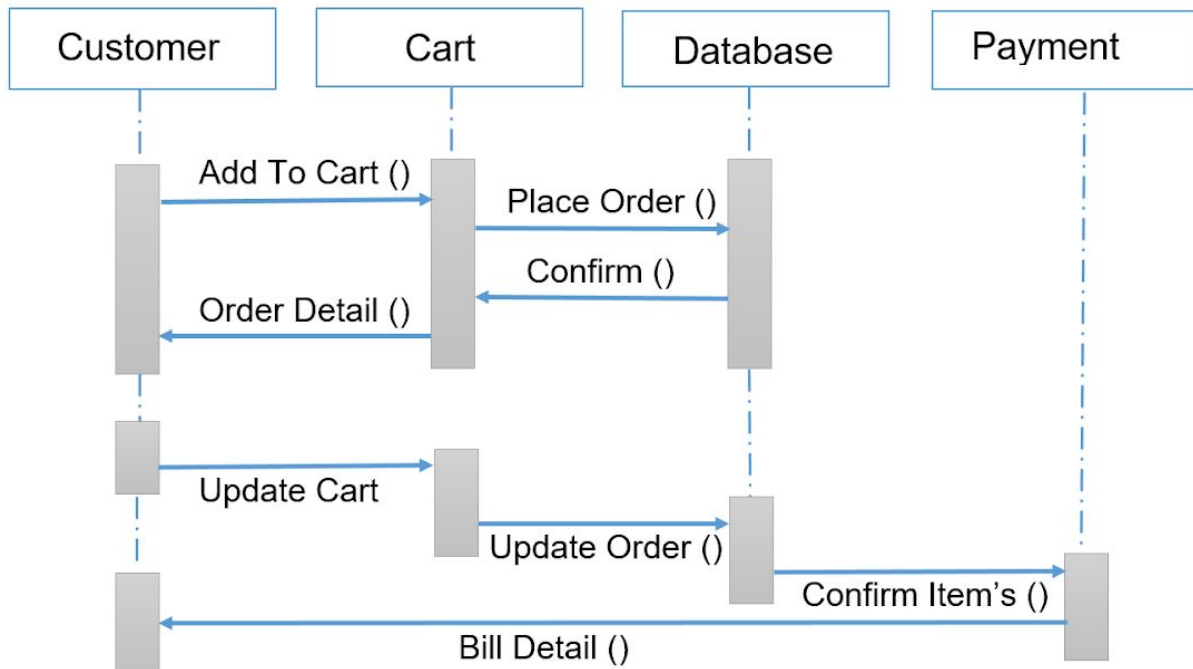 Customer
Cart
Database
Payment
Add To Cart ()
Place Order ()
Confirm ()
Order Detail ()
Update Cart
Update Order ()
Confirm Item’s ()
Bill Detail ()